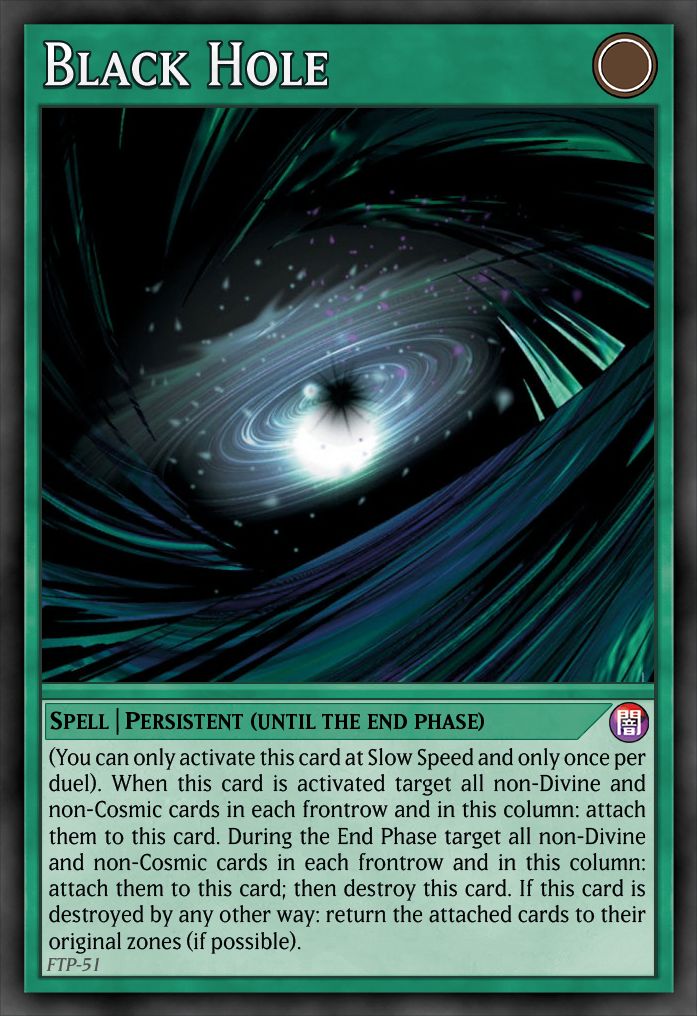 Black Hole
Spell | Persistent (until the end phase)
闇
(You can only activate this card at Slow Speed and only once per
duel). When this card is activated target all non-Divine and
non-Cosmic cards in each frontrow and in this column: attach
them to this card. During the End Phase target all non-Divine
and non-Cosmic cards in each frontrow and in this column:
attach them to this card; then destroy this card. If this card is
destroyed by any other way: return the attached cards to their
original zones (if possible).
FTP-51